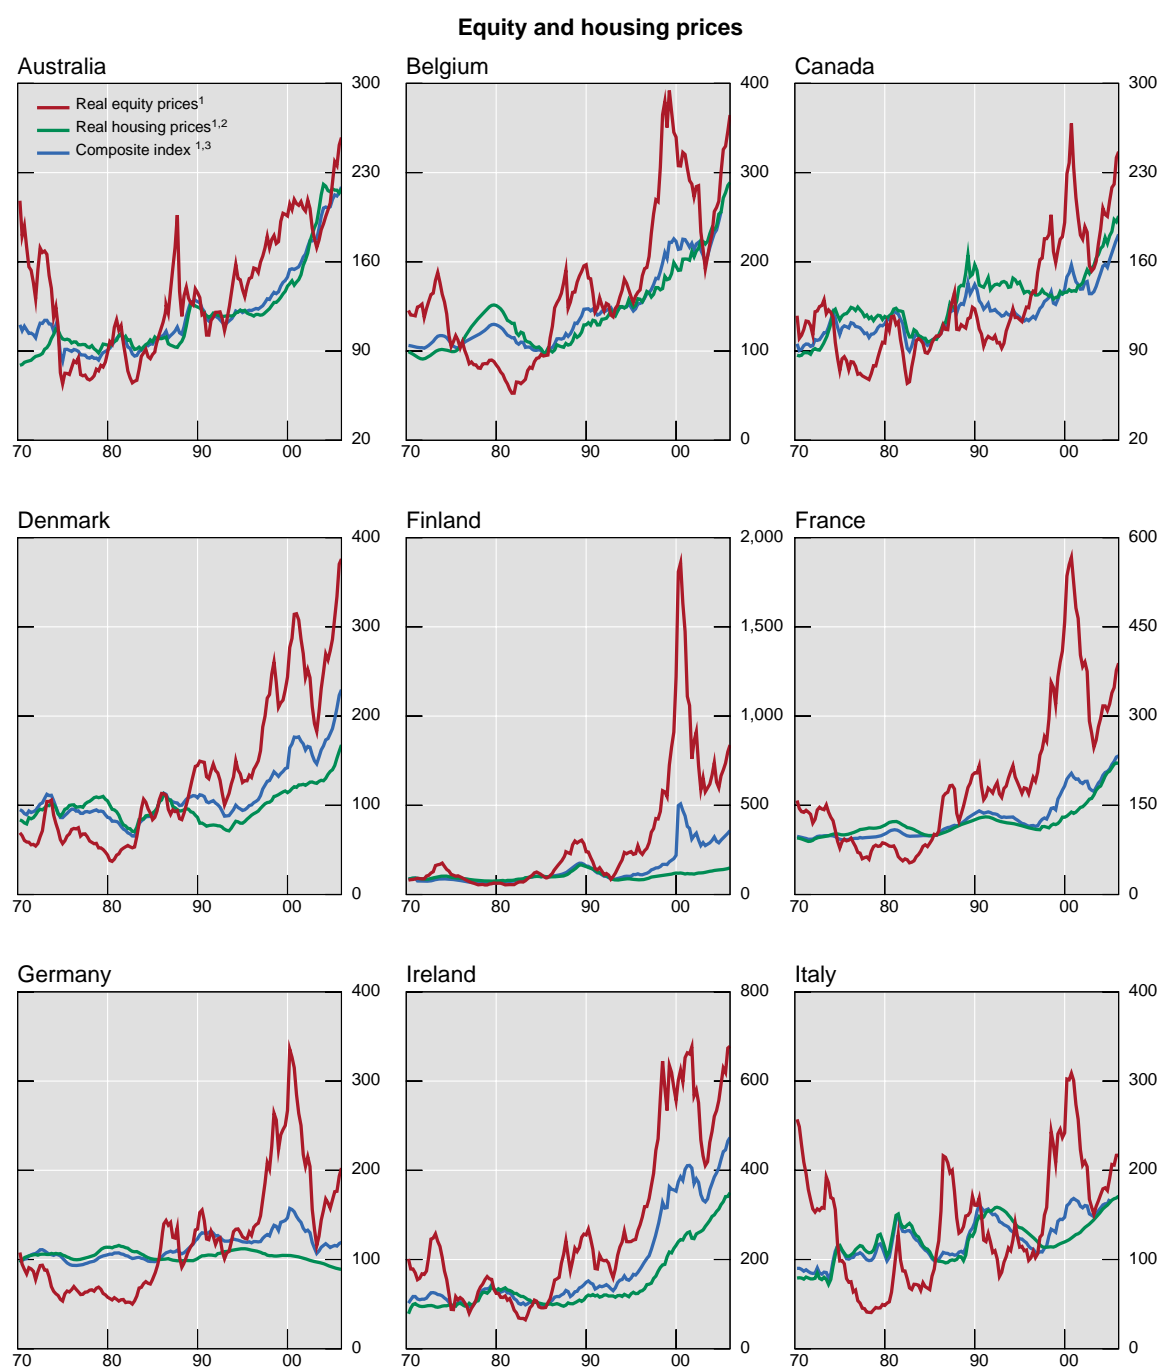 Equity and housing prices
Australia
Belgium
Canada
Real equity prices¹
Real housing prices¹,²
Composite index ¹,³
300
230
160
90
20
70 80 90 00
400
300
200
100
0
70 80 90 00
300
230
160
90
20
70 80 90 00
Denmark
Finland
France
400
300
200
100
0
70 80 90 00
2,000
1,500
1,000
500
0
70 80 90 00
600
450
300
150
0
70 80 90 00
Germany
Ireland
Italy
400
300
200
100
0
70 80 90 00
800
600
400
200
0
70 80 90 00
400
300
200
100
0
70 80 90 00